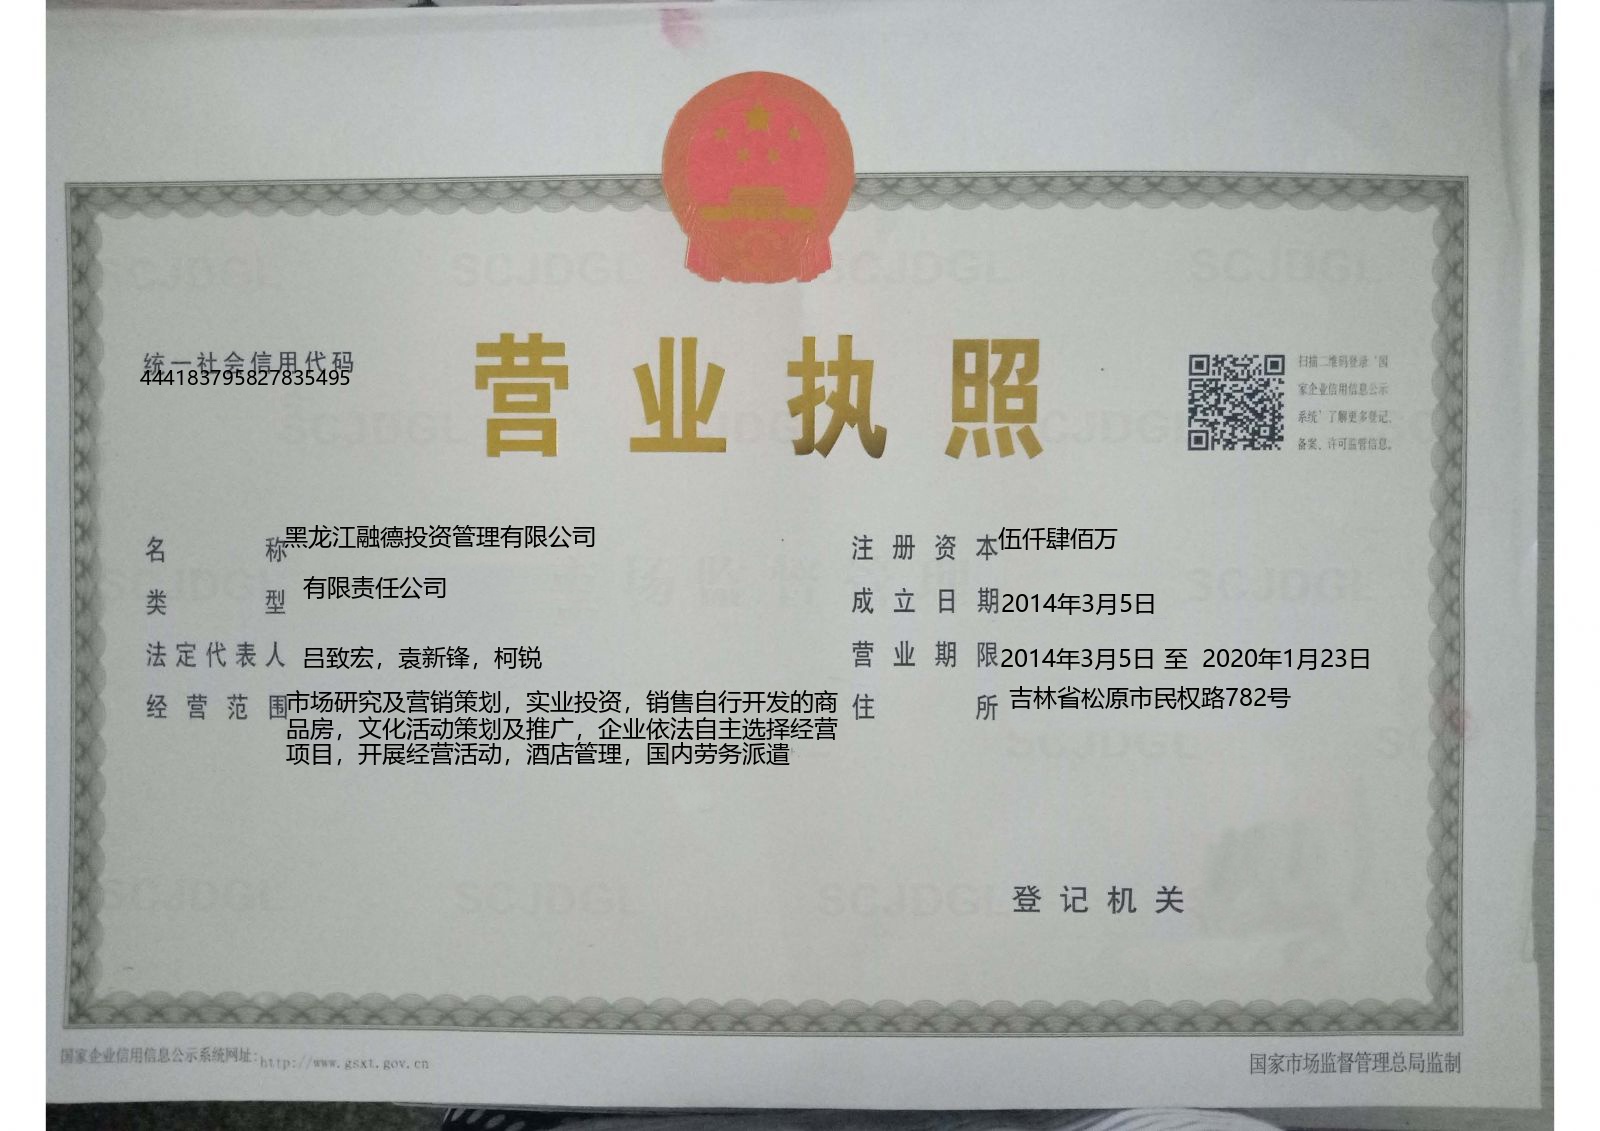 营业执照
统一社会信用代码
444183795827835495
扫描二维码登录'国
家企业信用信息公示
系统'了解更多登记、
备案、许可监管信息。
名称 黑龙江融德投资管理有限公司
类型 有限责任公司
法定代表人 吕致宏，袁新锋，柯锐
经营范围 市场研究及营销策划，实业投资，销售自行开发的商
品房，文化活动策划及推广，企业依法自主选择经营
项目，开展经营活动，酒店管理，国内劳务派遣
注册资本 伍仟肆佰万
成立日期 2014年3月5日
营业期限 2014年3月5日 至 2020年1月23日
住所 吉林省松原市民权路782号
登记机关
国家企业信用信息公示系统网址：http://www.gsxt.gov.cn
国家市场监督管理总局监制
SCJDGL